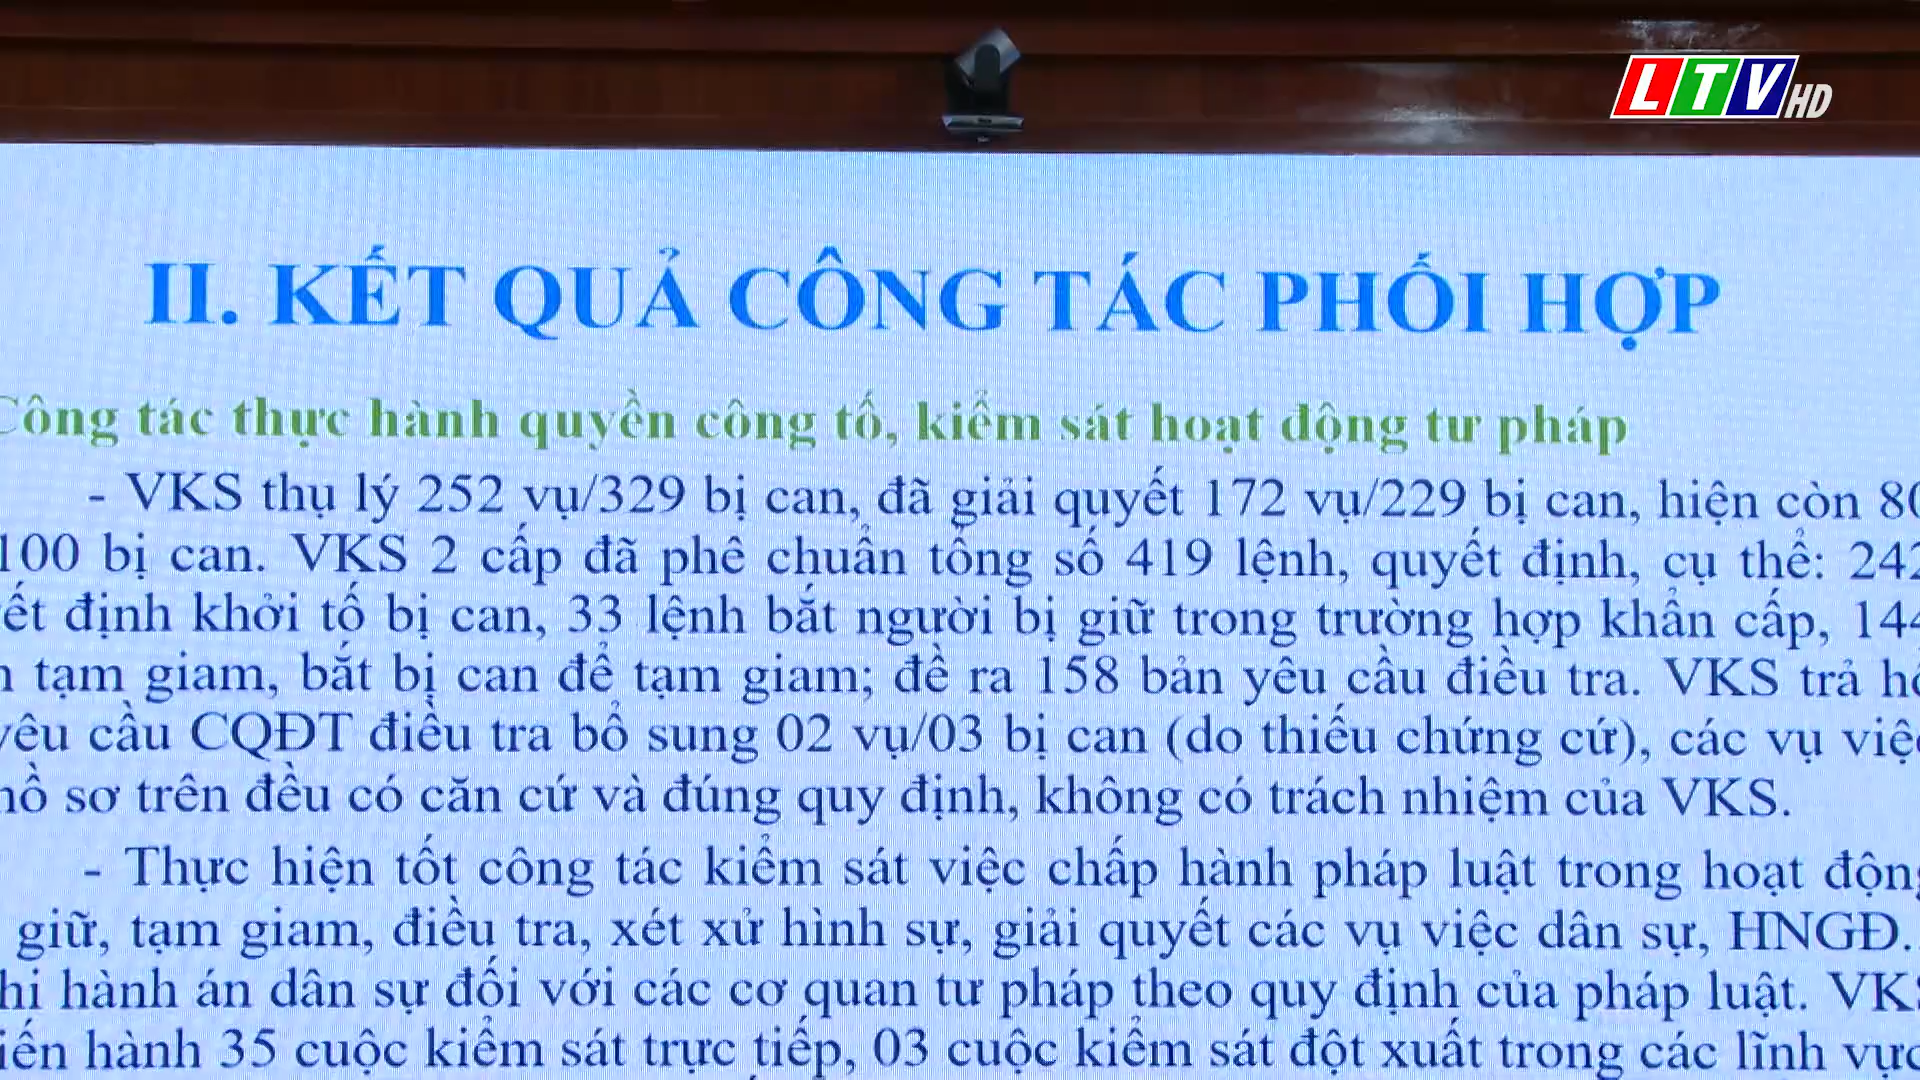 LTV HD
II. KẾT QUẢ CÔNG TÁC PHỐI HỢP
Công tác thực hành quyền công tố, kiểm sát hoạt động tư pháp
- VKS thụ lý 252 vụ/329 bị can, đã giải quyết 172 vụ/229 bị can, hiện còn 80
100 bị can. VKS 2 cấp đã phê chuẩn tổng số 419 lệnh, quyết định, cụ thể: 242
định khởi tố bị can, 33 lệnh bắt người bị giữ trong trường hợp khẩn cấp, 144
tạm giam, bắt bị can để tạm giam; đề ra 158 bản yêu cầu điều tra. VKS trả
yêu cầu CQĐT điều tra bổ sung 02 vụ/03 bị can (do thiếu chứng cứ), các vụ việc
hồ sơ trên đều có căn cứ và đúng quy định, không có trách nhiệm của VKS.
- Thực hiện tốt công tác kiểm sát việc chấp hành pháp luật trong hoạt động
giữ, tạm giam, điều tra, xét xử hình sự, giải quyết các vụ việc dân sự, HNGĐ.
hành án dân sự đối với các cơ quan tư pháp theo quy định của pháp luật. VKS
hành 35 cuộc kiểm sát trực tiếp, 03 cuộc kiểm sát đột xuất trong các lĩnh vực